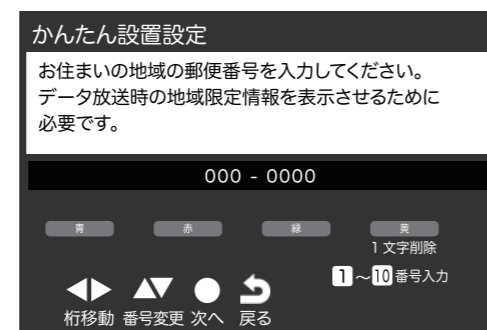 かんたん設置設定
お住まいの地域の郵便番号を入力してください。
データ放送時の地域限定情報を表示させるために
必要です。
000 - 0000
青 赤 緑 黄
1 文字削除
1～10番号入力
桁移動 番号変更 次へ 戻る